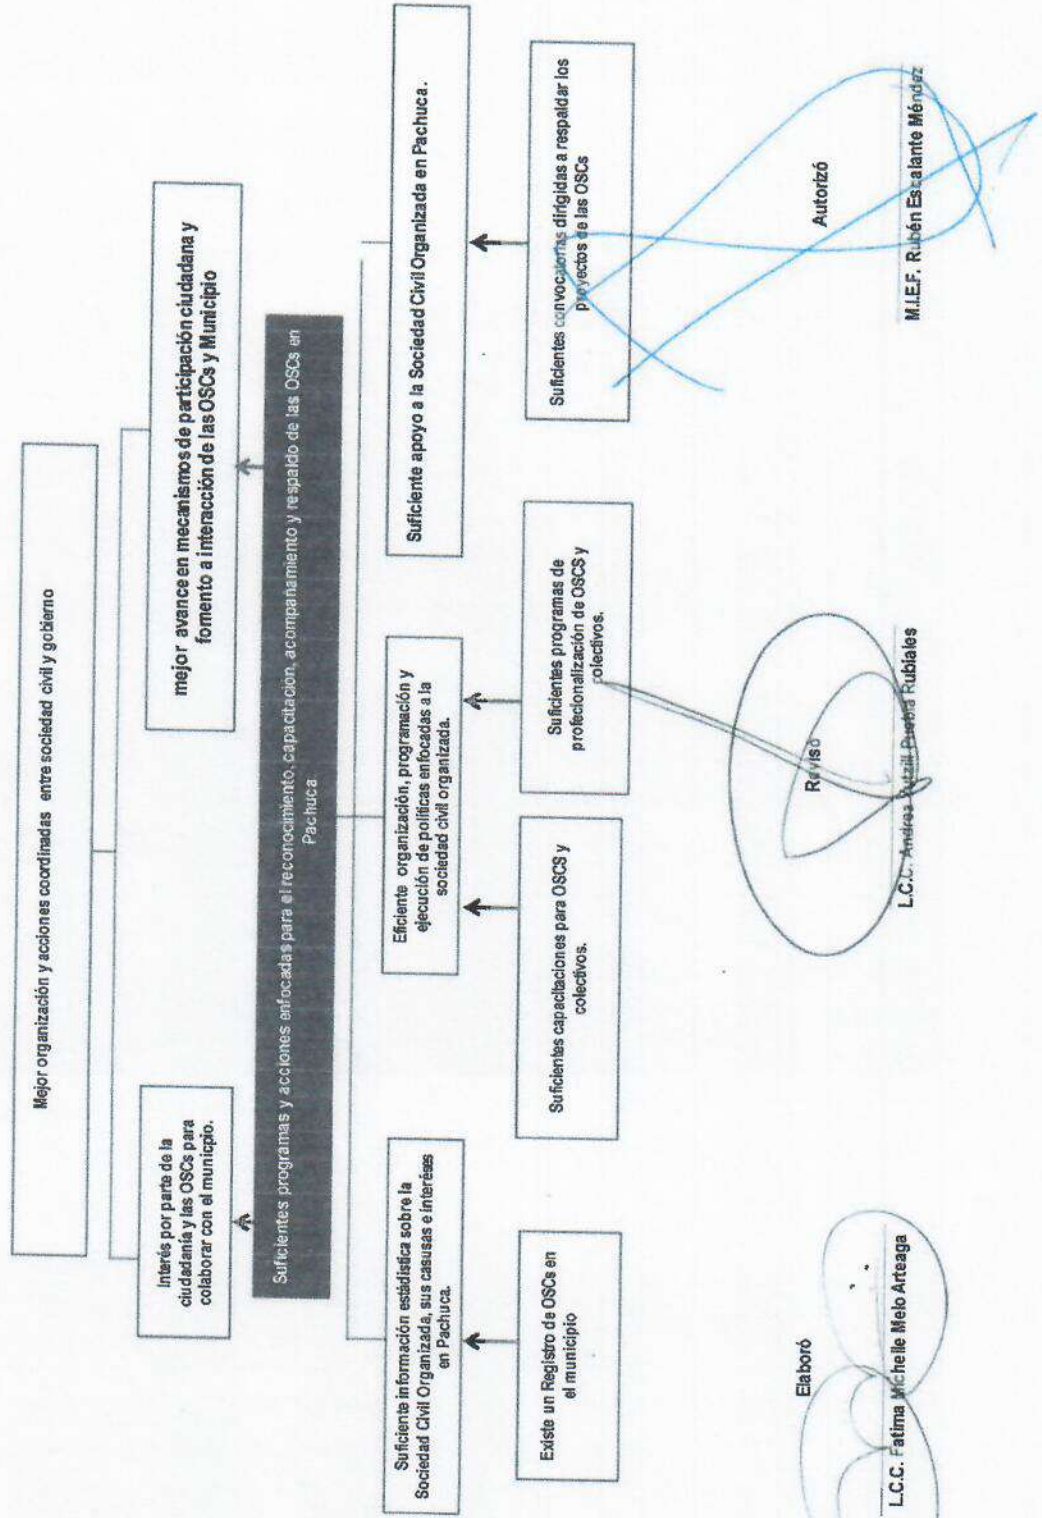 Mejor organización y acciones coordinadas entre sociedad civil y gobierno
Interés por parte de la
ciudadanía y las OSCs para
colaborar con el municpio.
mejor avance en mecanismos de participación ciudadana y
fomento a interacción de las OSCs y Municipio
Suficientes programas y acciones enfocadas para el reconocimiento, capacitación, acompañamiento y respaldo de las OSCs en
Pachuca
Suficiente información estádistica sobre la
Sociedad Civil Organizada, sus casusas e interéses
en Pachuca.
Eficiente organización, programación y
ejecución de políticas enfocadas a la
sociedad civil organizada.
Suficiente apoyo a la Sociedad Civil Organizada en Pachuca.
Existe un Registro de OSCs en
el municipio
Suficientes capacitaciones para OSCS y
colectivos.
Suficientes programas de
profecionalización de OSCS y
colectivos.
Suficientes convocatorias dirigidas a respaldar los
proyectos de las OSCs
Elaboró
L.C.C. Fatima Michelle Melo Arteaga
Revisó
L.C.C. Andrea Puebla Rubiales
Autorizó
M.I.E.F. Rubén Escalante Méndez